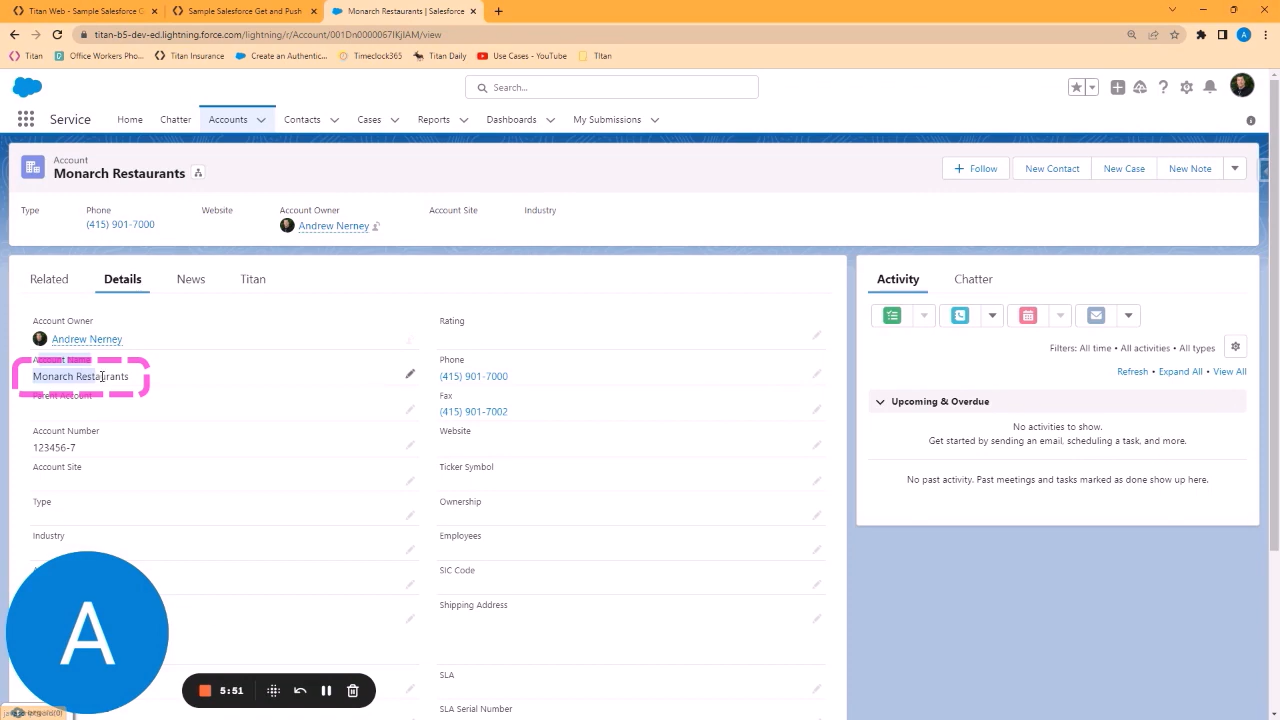 Titan Web - Sample Salesforce Ge
Sample Salesforce Get and Push
Monarch Restaurants | Salesforce
titan-b5-dev-ed.lightning.force.com/lightning/r/Account/001Dn0000067IKjIAM/view
A
Titan
Office Workers Pho...
Titan Insurance
Create an Authentic...
Timeclock365
Titan Daily
Use Cases - YouTube
TItan
Search...
Service
Home
Chatter
Accounts
Contacts
Cases
Reports
Dashboards
My Submissions
Account
Monarch Restaurants
Follow
New Contact
New Case
New Note
Type
Phone
Website
Account Owner
Account Site
Industry
(415) 901-7000
Andrew Nerney
Related
Details
News
Titan
Activity
Chatter
Account Owner
Andrew Nerney
Rating
Account Name
Monarch Restaurants
Phone
(415) 901-7000
Parent Account
Fax
(415) 901-7002
Account Number
123456-7
Website
Account Site
Ticker Symbol
Type
Ownership
Industry
Employees
SIC Code
Shipping Address
SLA
SLA Serial Number
Filters: All time • All activities • All types
Refresh • Expand All • View All
Upcoming & Overdue
No activities to show.
Get started by sending an email, scheduling a task, and more.
No past activity. Past meetings and tasks marked as done show up here.
A
5:51